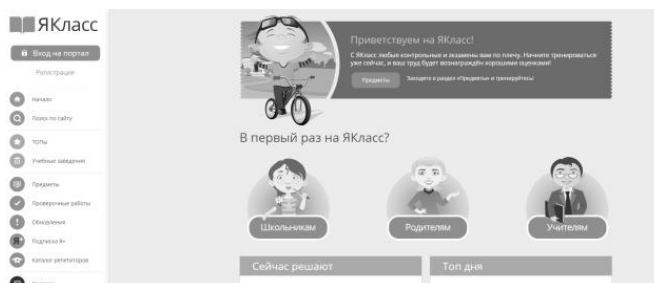 ЯКласс
Вход на портал
Регистрация
Начало
Поиск по сайту
ТОПы
Учебные заведения
Предметы
Проверочные работы
Обновления
Подписка Я+
Каталог репетиторов
Приветствуем на ЯКласс!
С ЯКласс любые контрольные и экзамены вам по плечу. Начните тренироваться
уже сейчас, и ваш труд будет вознаграждён хорошими оценками!
Предметы
Заходите в раздел «Предметы» и тренируйтесь!
В первый раз на ЯКласс?
Школьникам
Родителям
Учителям
Сейчас решают
Топ дня